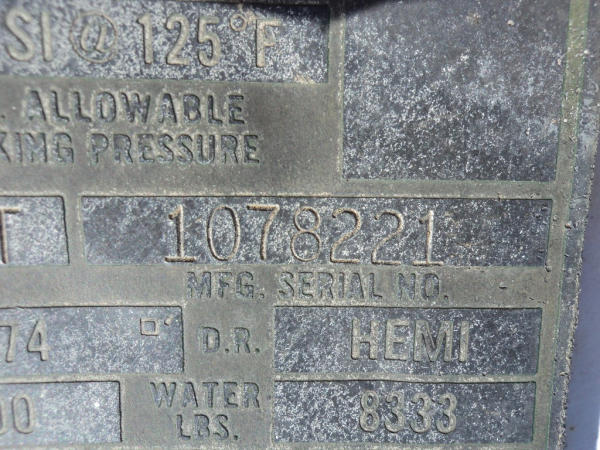 SI @ 125°F
. ALLOWABLE
KING PRESSURE
T 1078221
MFG. SERIAL NO.
74 □' D.R. HEMI
00 WATER LBS. 8333